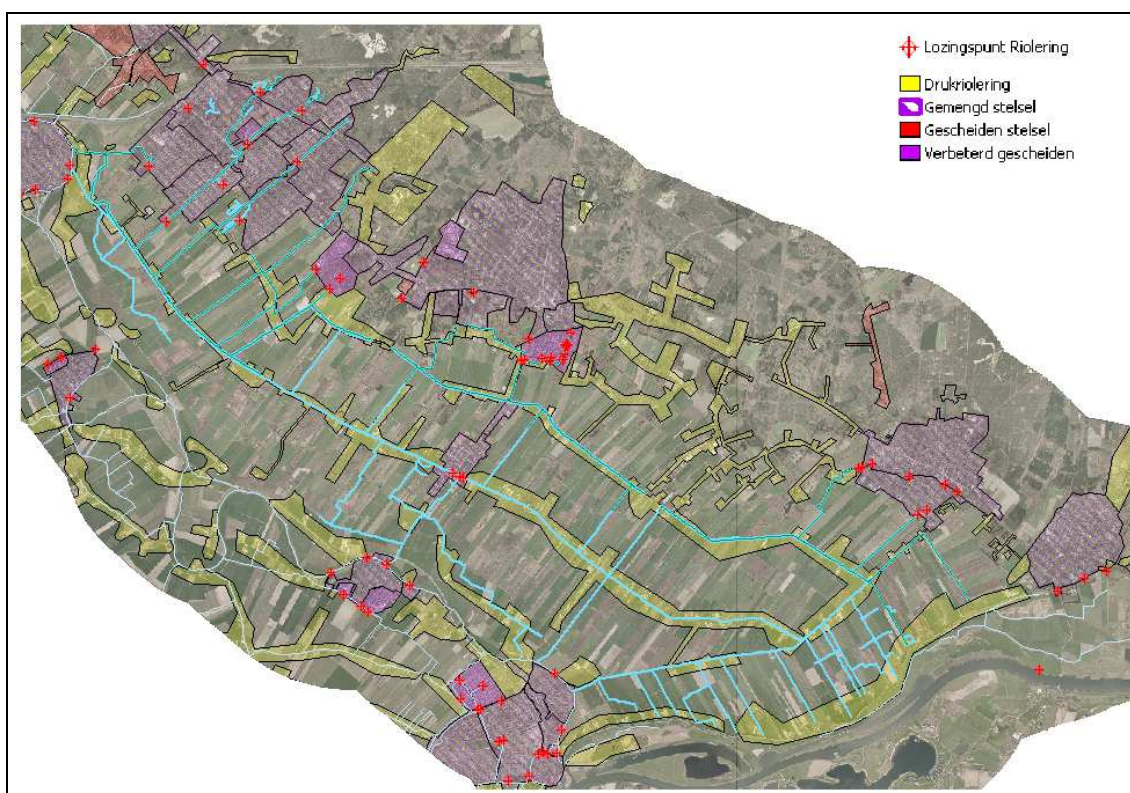 Lozingspunt Riolering
Drukriolering
Gemengd stelsel
Gescheiden stelsel
Verbeterd gescheiden